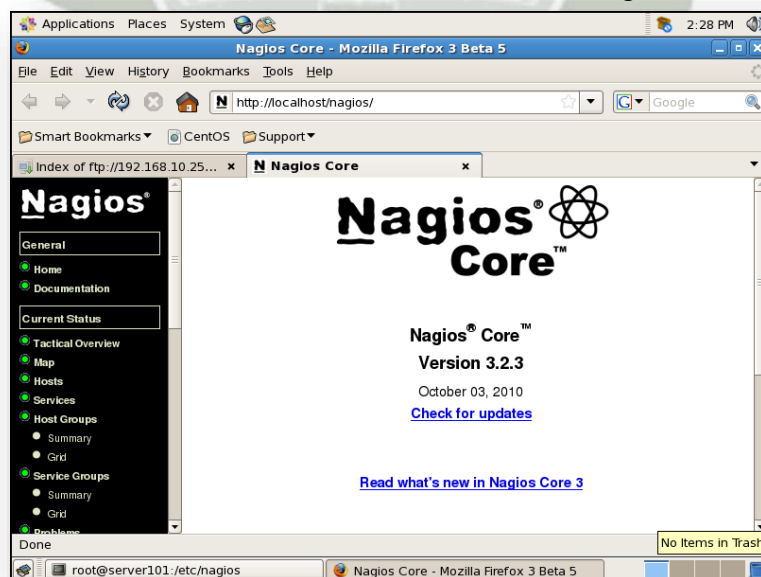 Applications Places System 2:28 PM
Nagios Core - Mozilla Firefox 3 Beta 5
File Edit View History Bookmarks Tools Help
N http://localhost/nagios/ G Google
Smart Bookmarks CentOS Support
Index of ftp://192.168.10.25... N Nagios Core
Nagios®
General
Home
Documentation
Current Status
Tactical Overview
Map
Hosts
Services
Host Groups
Summary
Grid
Service Groups
Summary
Grid
Problems
Nagios®
Core™
Nagios® Core™
Version 3.2.3
October 03, 2010
Check for updates
Read what's new in Nagios Core 3
Done
No Items in Trash
root@server101:/etc/nagios Nagios Core - Mozilla Firefox 3 Beta 5